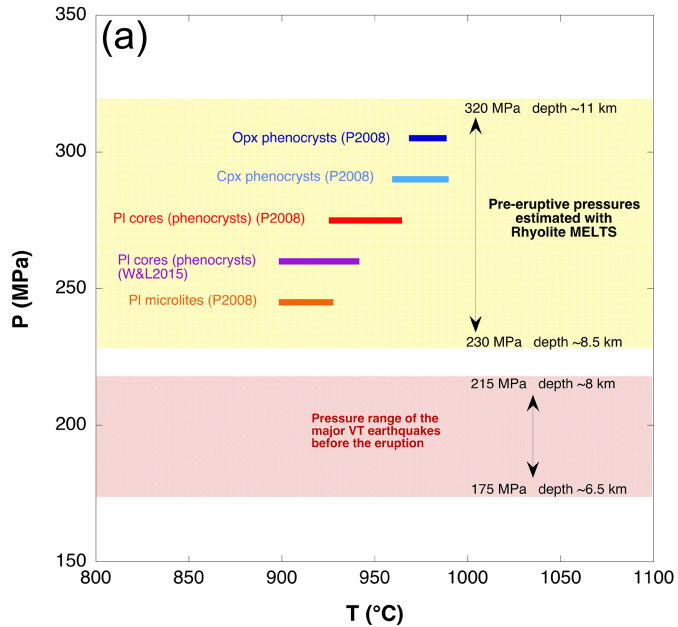 (a)
350
300
250
200
150
P (MPa)
320 MPa depth ~11 km
Opx phenocrysts (P2008)
Cpx phenocrysts (P2008)
Pre-eruptive pressures
estimated with
Rhyolite MELTS
Pl cores (phenocrysts) (P2008)
Pl cores (phenocrysts)
(W&L2015)
Pl microlites (P2008)
230 MPa depth ~8.5 km
215 MPa depth ~8 km
Pressure range of the
major VT earthquakes
before the eruption
175 MPa depth ~6.5 km
800 850 900 950 1000 1050 1100
T (°C)